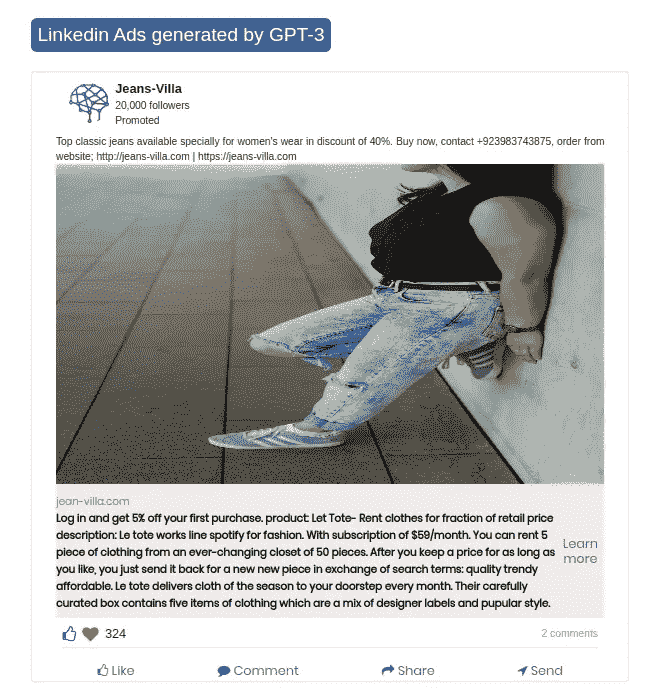 Linkedin Ads generated by GPT-3
Jeans-Villa
20,000 followers
Promoted
Top classic jeans available specially for women's wear in discount of 40%. Buy now, contact +923983743875, order from
website; http://jeans-villa.com | https://jeans-villa.com
jean-villa.com
Log in and get 5% off your first purchase. product: Let Tote- Rent clothes for fraction of retail price
description: Le tote works line spotify for fashion. With subscription of $59/month. You can rent 5
piece of clothing from an ever-changing closet of 50 pieces. After you keep a price for as long as
you like, you just send it back for a new new piece in exchange of search terms: quality trendy
affordable. Le tote delivers cloth of the season to your doorstep every month. Their carefully
curated box contains five items of clothing which are a mix of designer labels and pupular style.
Learn
more
324
2 comments
Like
Comment
Share
Send